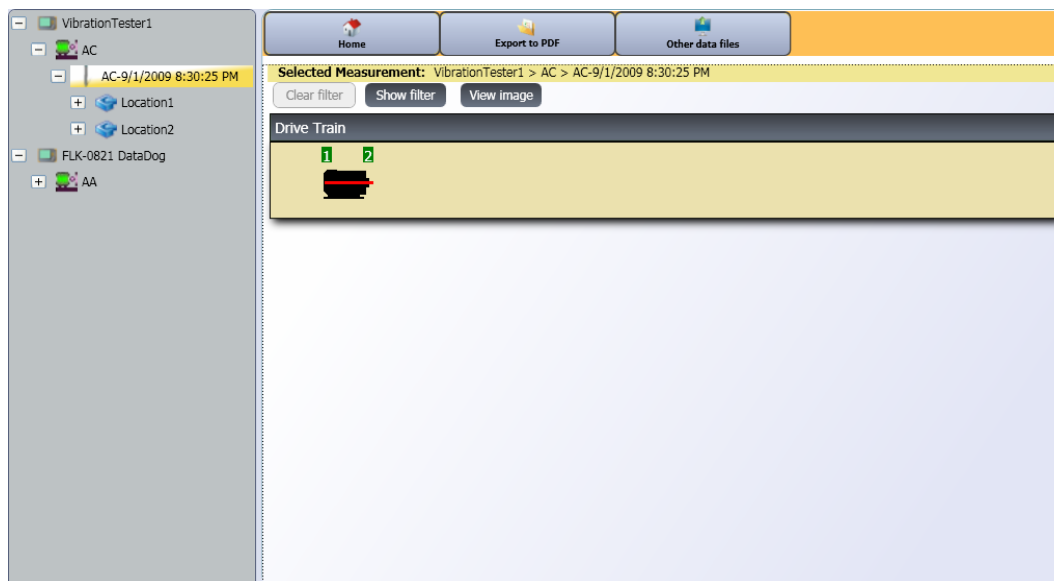 VibrationTester1
AC
AC-9/1/2009 8:30:25 PM
Location1
Location2
FLK-0821 DataDog
AA
Home
Export to PDF
Other data files
Selected Measurement: VibrationTester1 > AC > AC-9/1/2009 8:30:25 PM
Clear filter
Show filter
View image
Drive Train
1 2